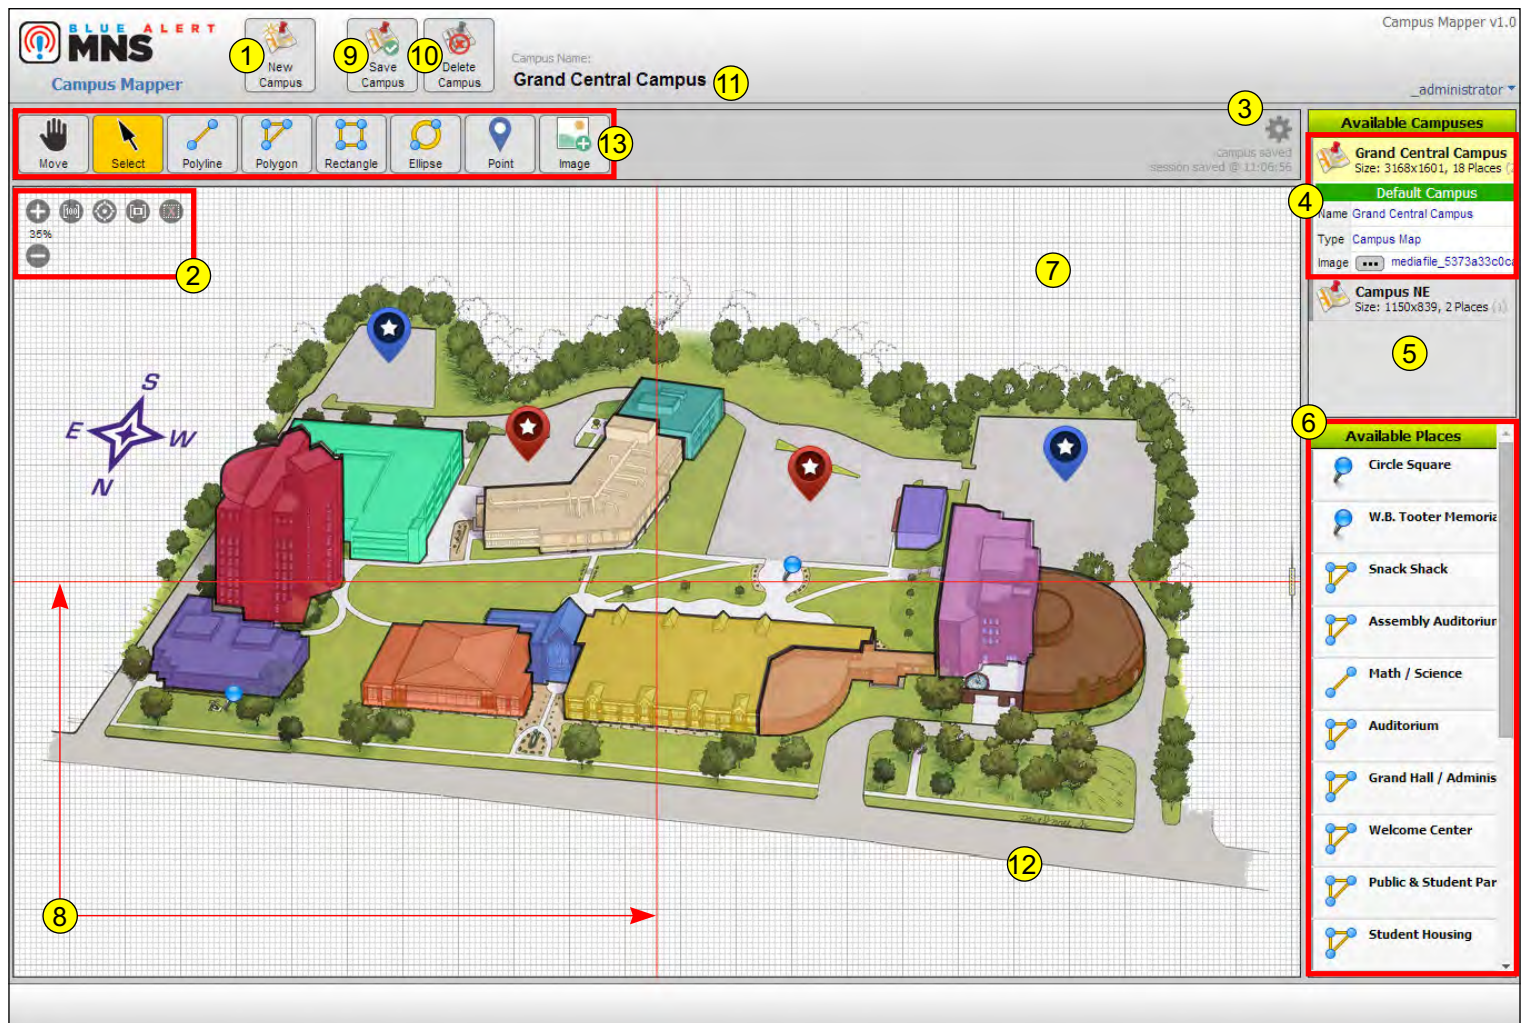 Campus Mapper v1.0
BLUE ALERT
MNS
Campus Mapper
1
New
Campus
9
Save
Campus
10
Delete
Campus
Campus Name:
Grand Central Campus
11
_administrator
Move
Select
Polyline
Polygon
Rectangle
Ellipse
Point
Image
13
3
campus saved
session saved @ 11:06:56
100
35%
2
7
S
E
W
N
8
12
Available Campuses
Grand Central Campus
Size: 3168x1601, 18 Places
Default Campus
4
Name Grand Central Campus
Type Campus Map
Image ... mediafile_5373a33c0ca
Campus NE
Size: 1150x839, 2 Places (1)
5
6
Available Places
Circle Square
W.B. Tooter Memoria
Snack Shack
Assembly Auditoriur
Math / Science
Auditorium
Grand Hall / Adminis
Welcome Center
Public & Student Par
Student Housing